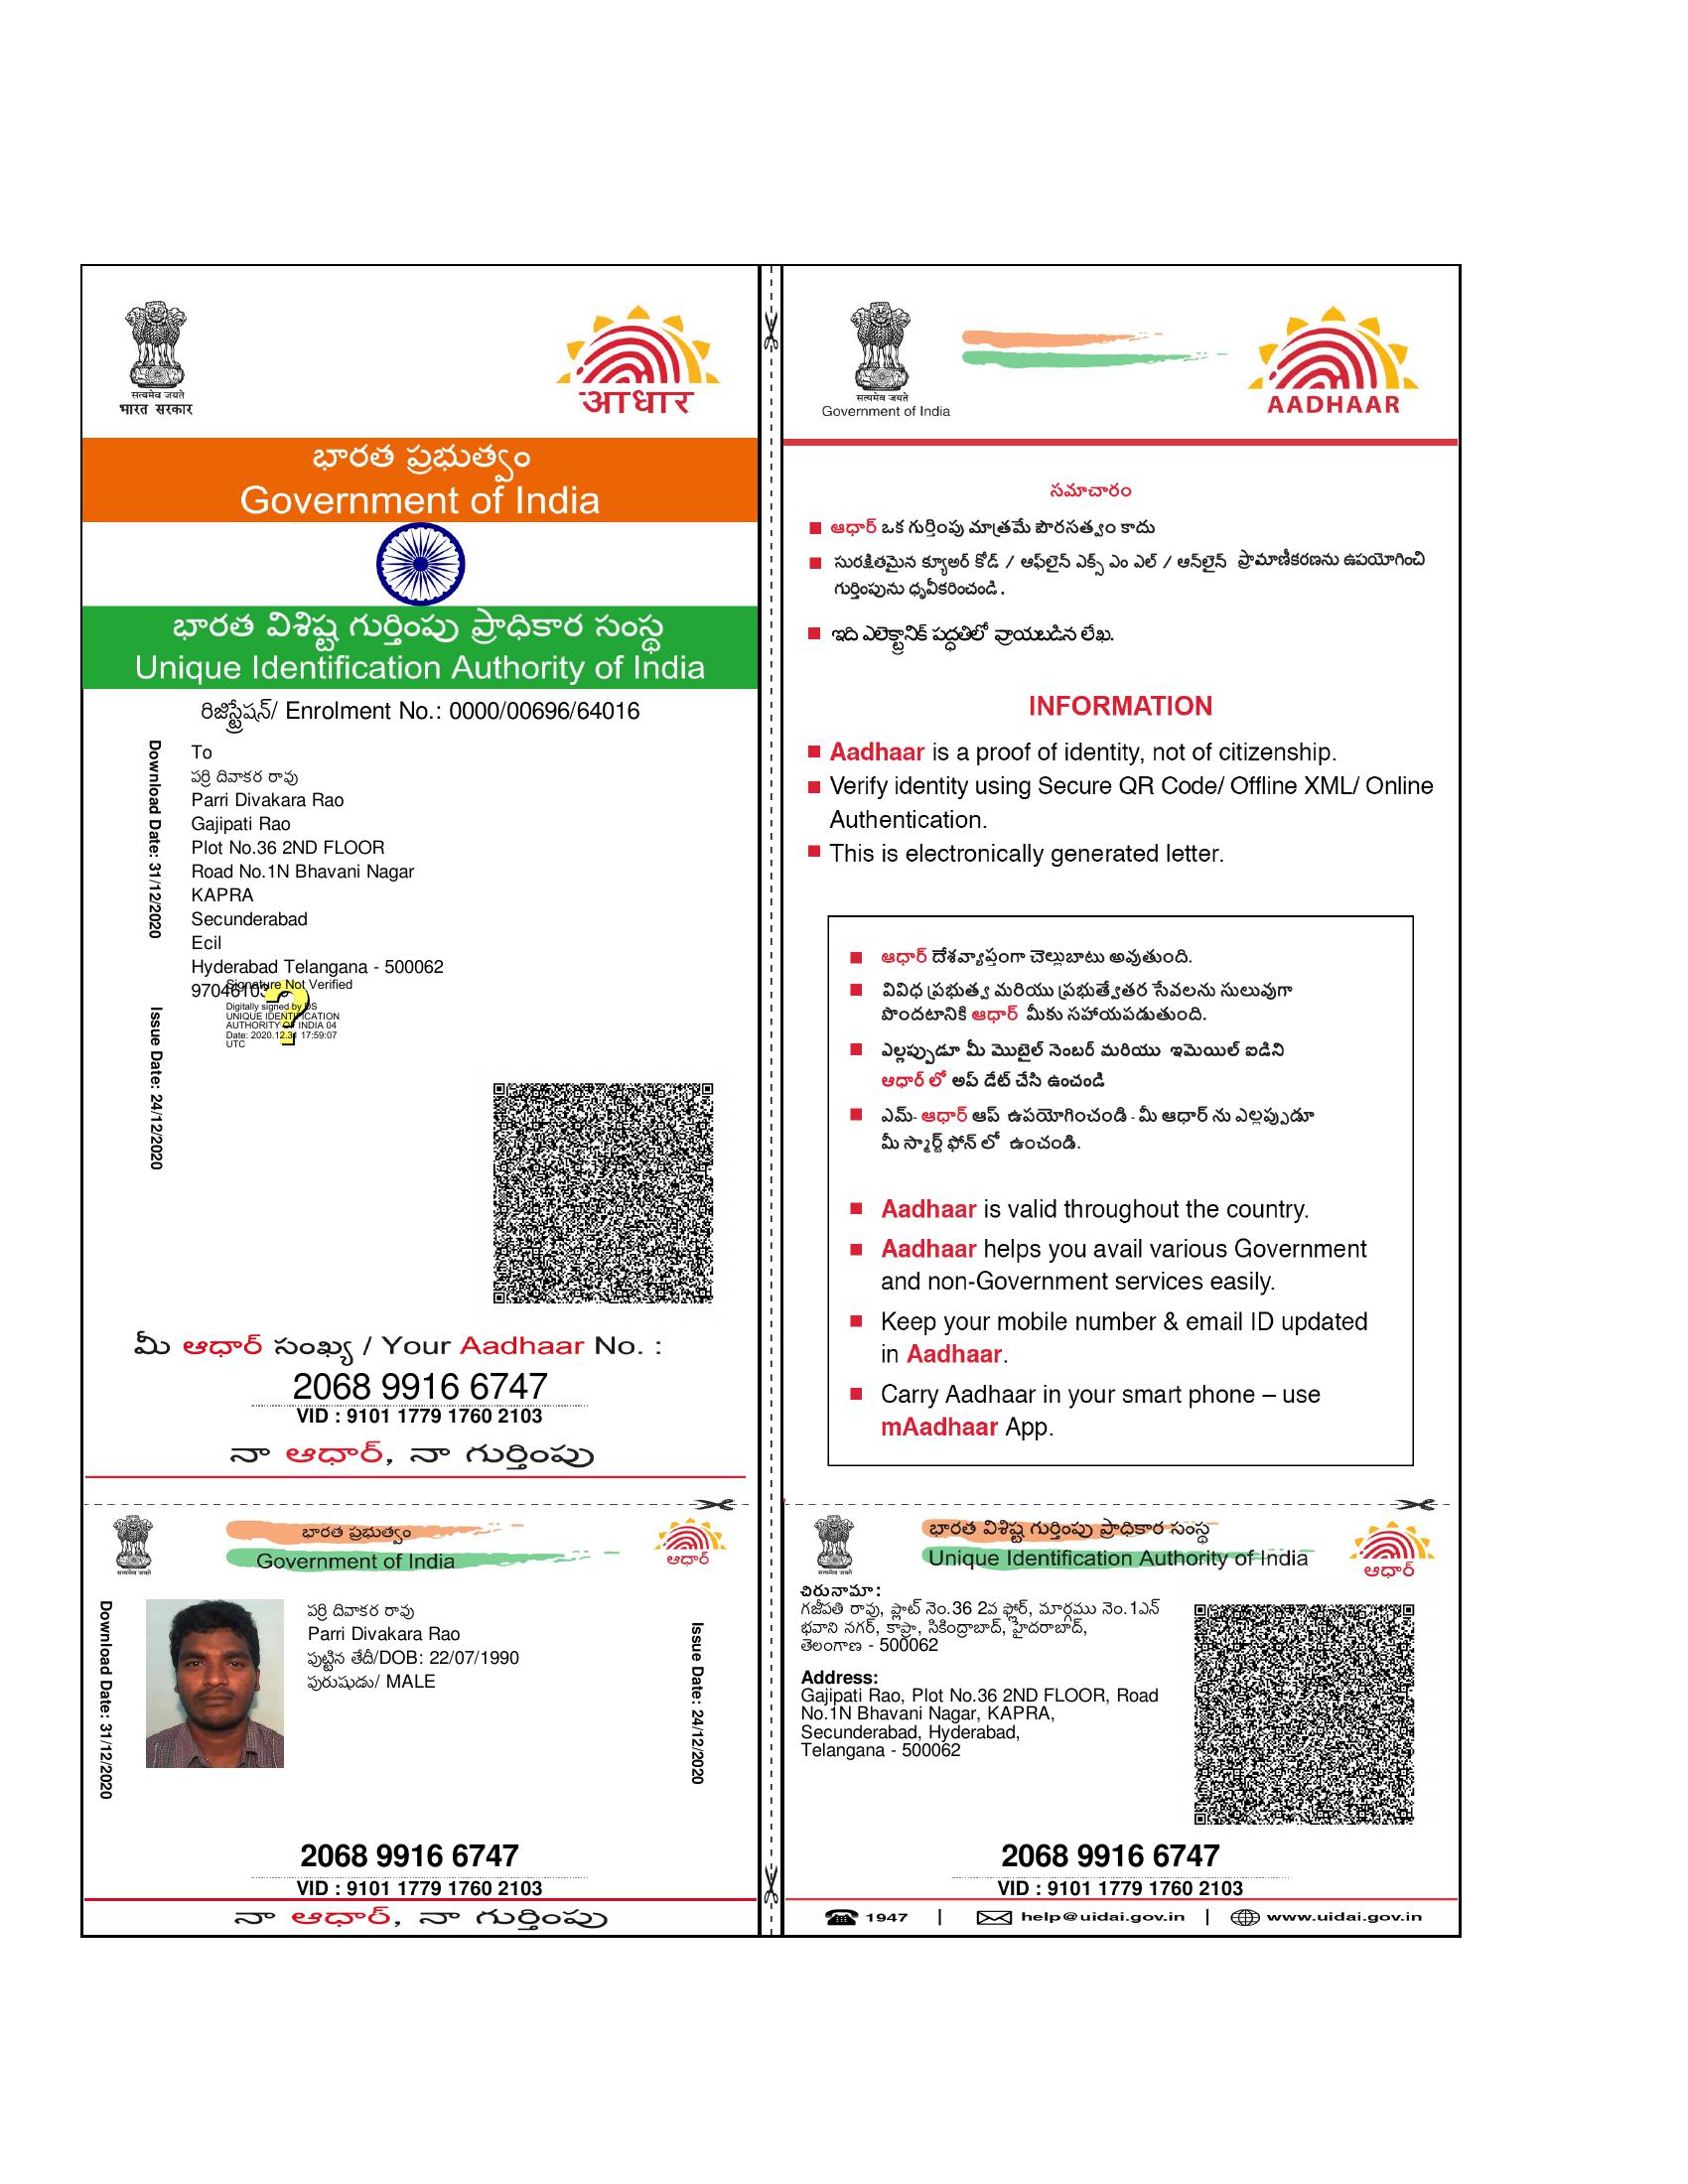 सत्यमेव जयते
भारत सरकार
आधार
భారత ప్రభుత్వం
Government of India
భారత విశిష్ట గుర్తింపు ప్రాధికార సంస్థ
Unique Identification Authority of India
రిజిస్ట్రేషన్/ Enrolment No.: 0000/00696/64016
Download Date: 31/12/2020
Issue Date: 24/12/2020
To
పర్రి దివాకర రావు
Parri Divakara Rao
Gajipati Rao
Plot No.36 2ND FLOOR
Road No.1N Bhavani Nagar
KAPRA
Secunderabad
Ecil
Hyderabad Telangana - 500062
Signature Not Verified
Digitally signed by DS
UNIQUE IDENTIFICATION
AUTHORITY OF INDIA 04
Date: 2020.12.31 17:59:07
UTC
మీ ఆధార్ సంఖ్య / Your Aadhaar No. :
2068 9916 6747
VID : 9101 1779 1760 2103
నా ఆధార్, నా గుర్తింపు
सत्यमेव जयते
Government of India
AADHAAR
సమాచారం
ఆధార్ ఒక గుర్తింపు మాత్రమే పౌరసత్వం కాదు
సురక్షితమైన క్యూఆర్ కోడ్ / ఆఫ్‌లైన్ ఎక్స్ ఎం ఎల్ / ఆన్‌లైన్ ప్రామాణీకరణను ఉపయోగించి
గుర్తింపును ధృవీకరించండి.
ఇది ఎలెక్ట్రానిక్ పద్ధతిలో వ్రాయబడిన లేఖ.
INFORMATION
Aadhaar is a proof of identity, not of citizenship.
Verify identity using Secure QR Code/ Offline XML/ Online
Authentication.
This is electronically generated letter.
ఆధార్ దేశవ్యాప్తంగా చెల్లుబాటు అవుతుంది.
వివిధ ప్రభుత్వ మరియు ప్రభుత్వేతర సేవలను సులువుగా
పొందటానికి ఆధార్ మీకు సహాయపడుతుంది.
ఎల్లప్పుడూ మీ మొబైల్ నెంబర్ మరియు ఇమెయిల్ ఐడిని
ఆధార్ లో అప్ డేట్ చేసి ఉంచండి
ఎమ్- ఆధార్ ఆప్ ఉపయోగించండి - మీ ఆధార్ ను ఎల్లప్పుడూ
మీ స్మార్ట్ ఫోన్ లో ఉంచండి.
Aadhaar is valid throughout the country.
Aadhaar helps you avail various Government
and non-Government services easily.
Keep your mobile number & email ID updated
in Aadhaar.
Carry Aadhaar in your smart phone – use
mAadhaar App.
सत्यमेव जयते
భారత ప్రభుత్వం
Government of India
ఆధార్
Download Date: 31/12/2020
పర్రి దివాకర రావు
Parri Divakara Rao
పుట్టిన తేదీ/DOB: 22/07/1990
పురుషుడు/ MALE
Issue Date: 24/12/2020
2068 9916 6747
VID : 9101 1779 1760 2103
నా ఆధార్, నా గుర్తింపు
सत्यमेव जयते
భారత విశిష్ట గుర్తింపు ప్రాధికార సంస్థ
Unique Identification Authority of India
ఆధార్
చిరునామా:
గజిపతి రావు, ప్లాట్ నెం.36 2వ ఫ్లోర్, మార్గము నెం.1ఎన్
భవాని నగర్, కాప్రా, సికింద్రాబాద్, హైదరాబాద్,
తెలంగాణ - 500062
Address:
Gajipati Rao, Plot No.36 2ND FLOOR, Road
No.1N Bhavani Nagar, KAPRA,
Secunderabad, Hyderabad,
Telangana - 500062
2068 9916 6747
VID : 9101 1779 1760 2103
1947 | help@uidai.gov.in | www.uidai.gov.in